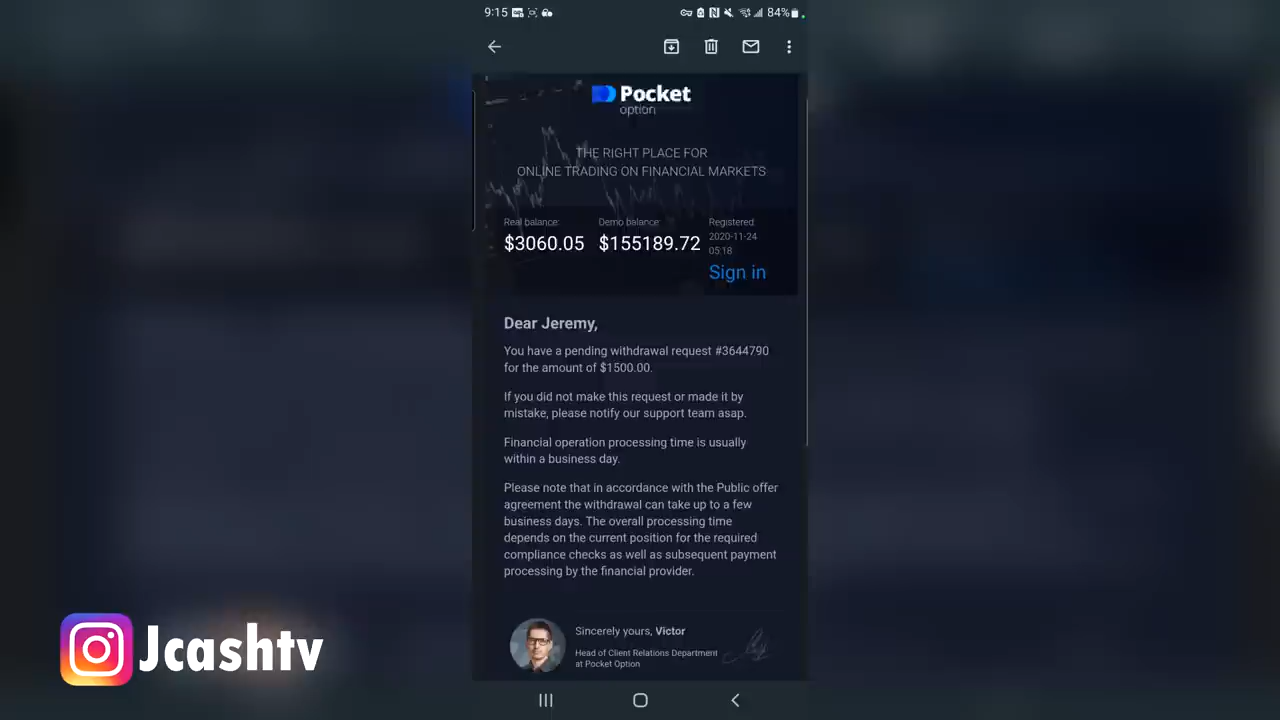 9:15
84%
Pocket
option
THE RIGHT PLACE FOR
ONLINE TRADING ON FINANCIAL MARKETS
Real balance:
$3060.05
Demo balance:
$155189.72
Registered
2020-11-24
05:18
Sign in
Dear Jeremy,
You have a pending withdrawal request #3644790
for the amount of $1500.00.
If you did not make this request or made it by
mistake, please notify our support team asap.
Financial operation processing time is usually
within a business day.
Please note that in accordance with the Public offer
agreement the withdrawal can take up to a few
business days. The overall processing time
depends on the current position for the required
compliance checks as well as subsequent payment
processing by the financial provider.
Sincerely yours, Victor
Head of Client Relations Department
at Pocket Option
Jcashtv